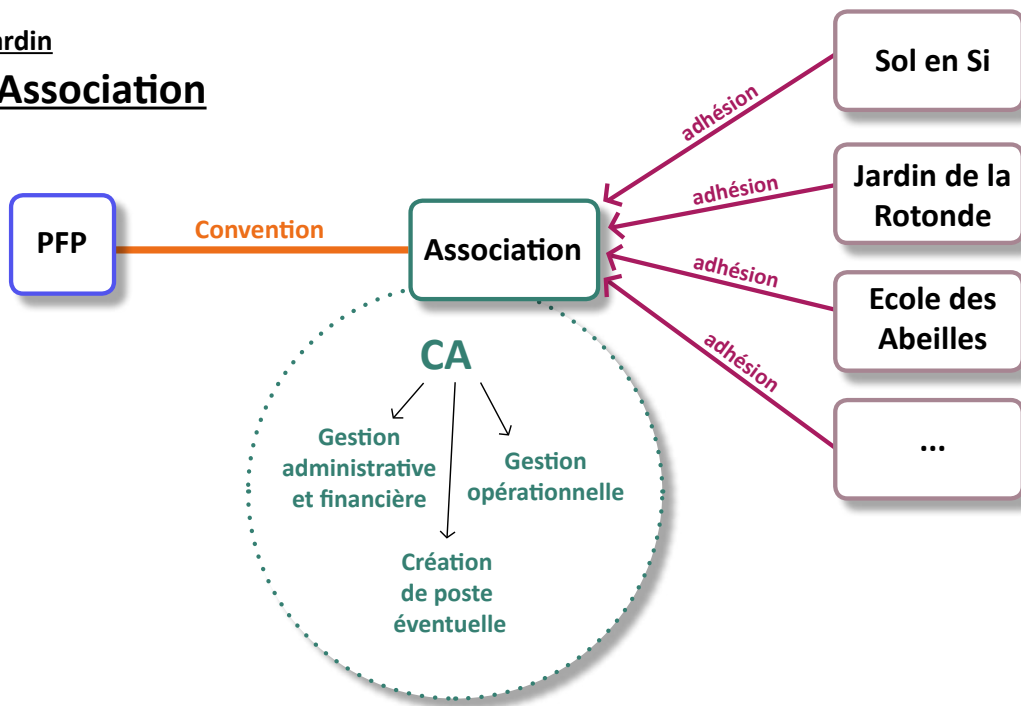 ardin
Association
PFP
Convention
Association
adhésion
Sol en Si
adhésion
Jardin de la
Rotonde
adhésion
Ecole des
Abeilles
adhésion
...
CA
Gestion
administrative
et financière
Gestion
opérationnelle
Création
de poste
éventuelle